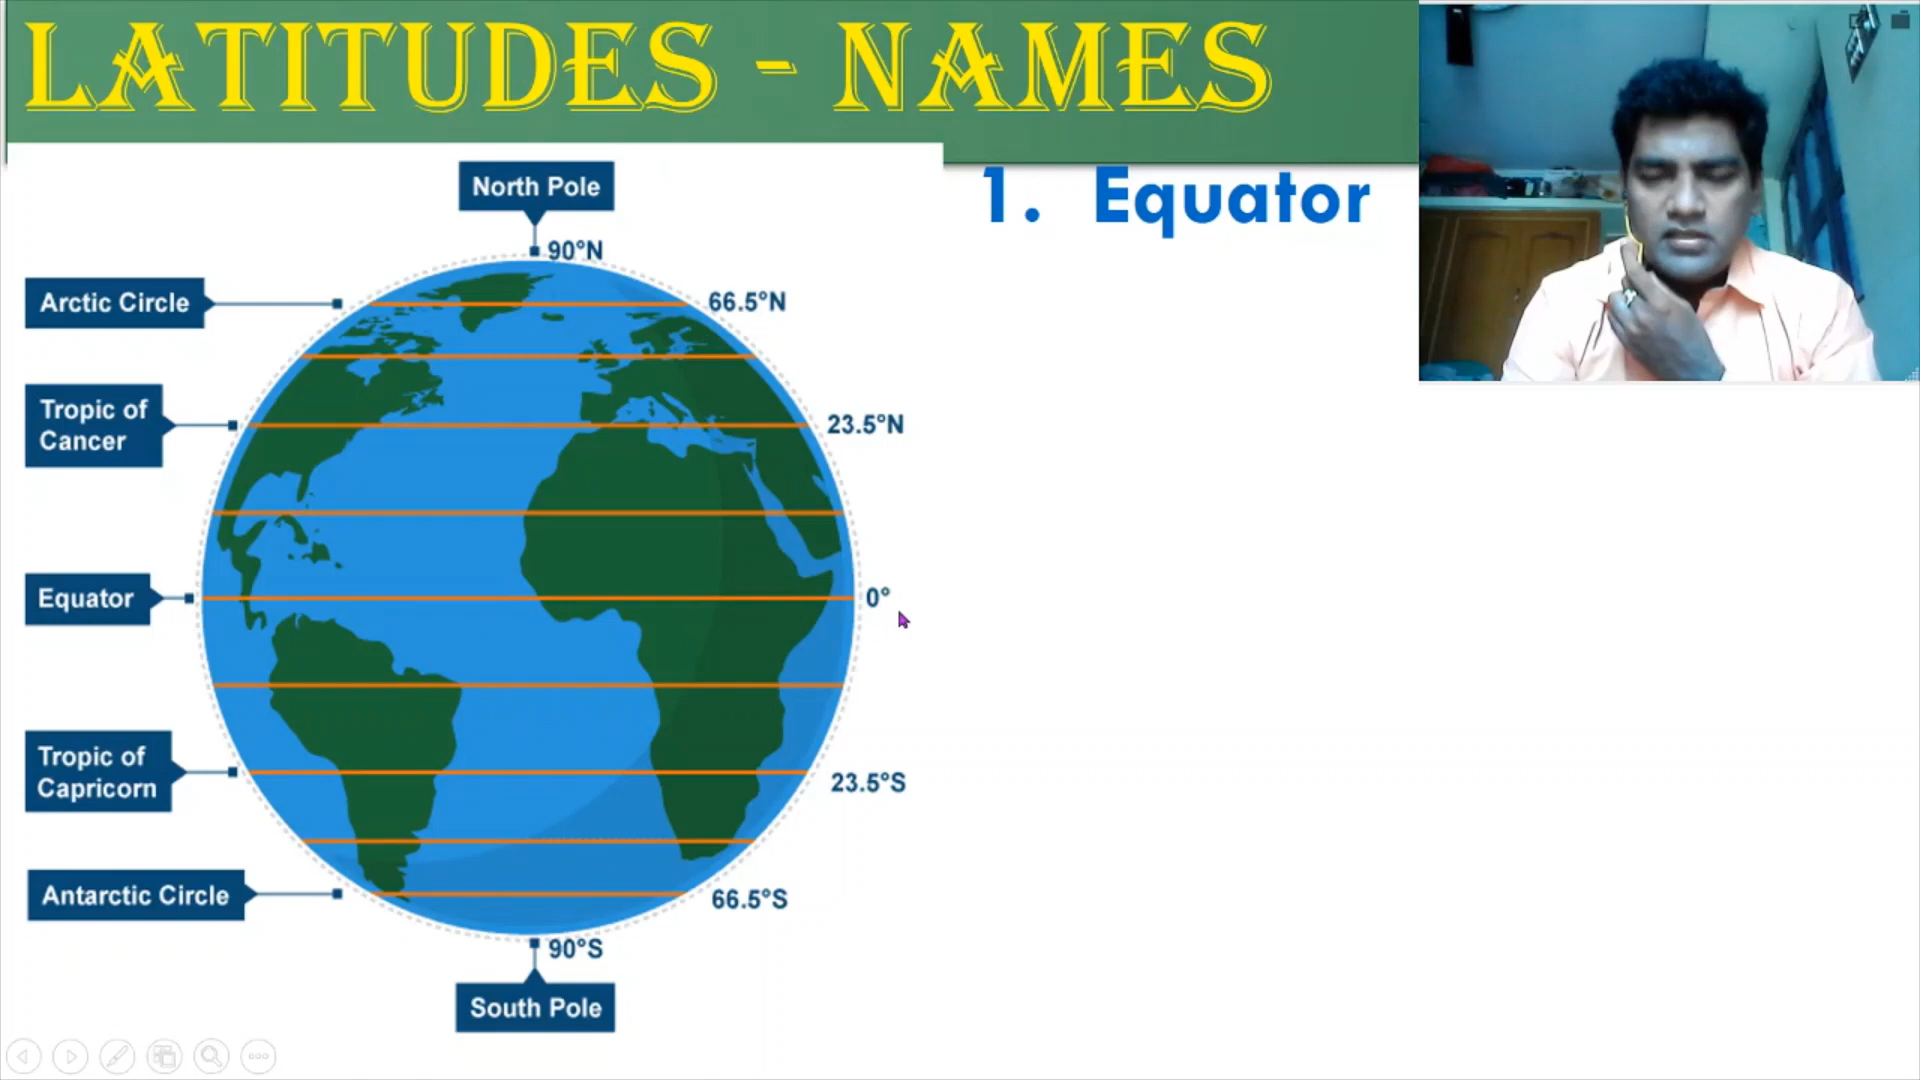 LATITUDES - NAMES
North Pole
90°N
1. Equator
Arctic Circle
66.5°N
Tropic of
Cancer
23.5°N
Equator
0°
Tropic of
Capricorn
23.5°S
Antarctic Circle
66.5°S
90°S
South Pole